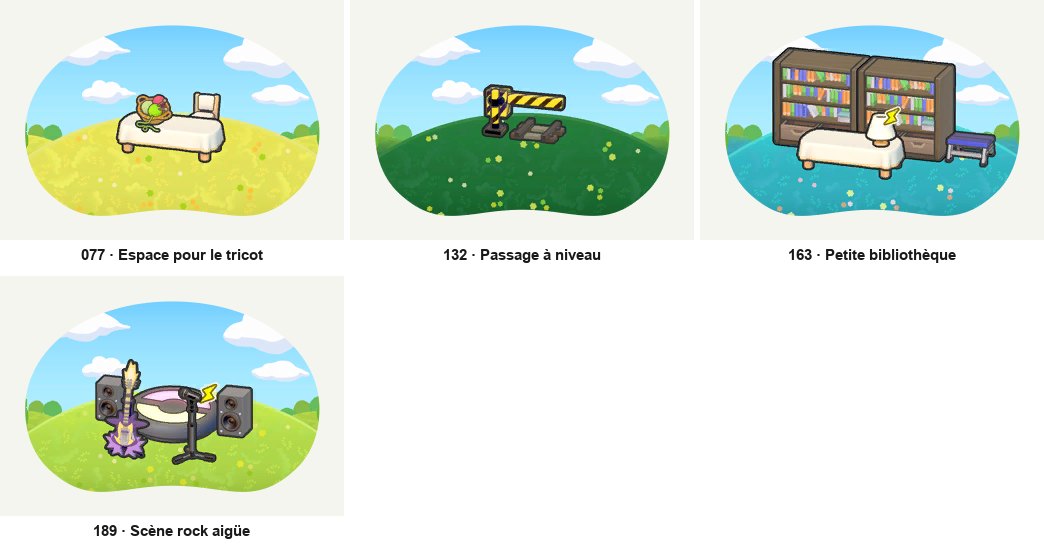 077 · Espace pour le tricot
132 · Passage à niveau
163 · Petite bibliothèque
189 · Scène rock aigüe